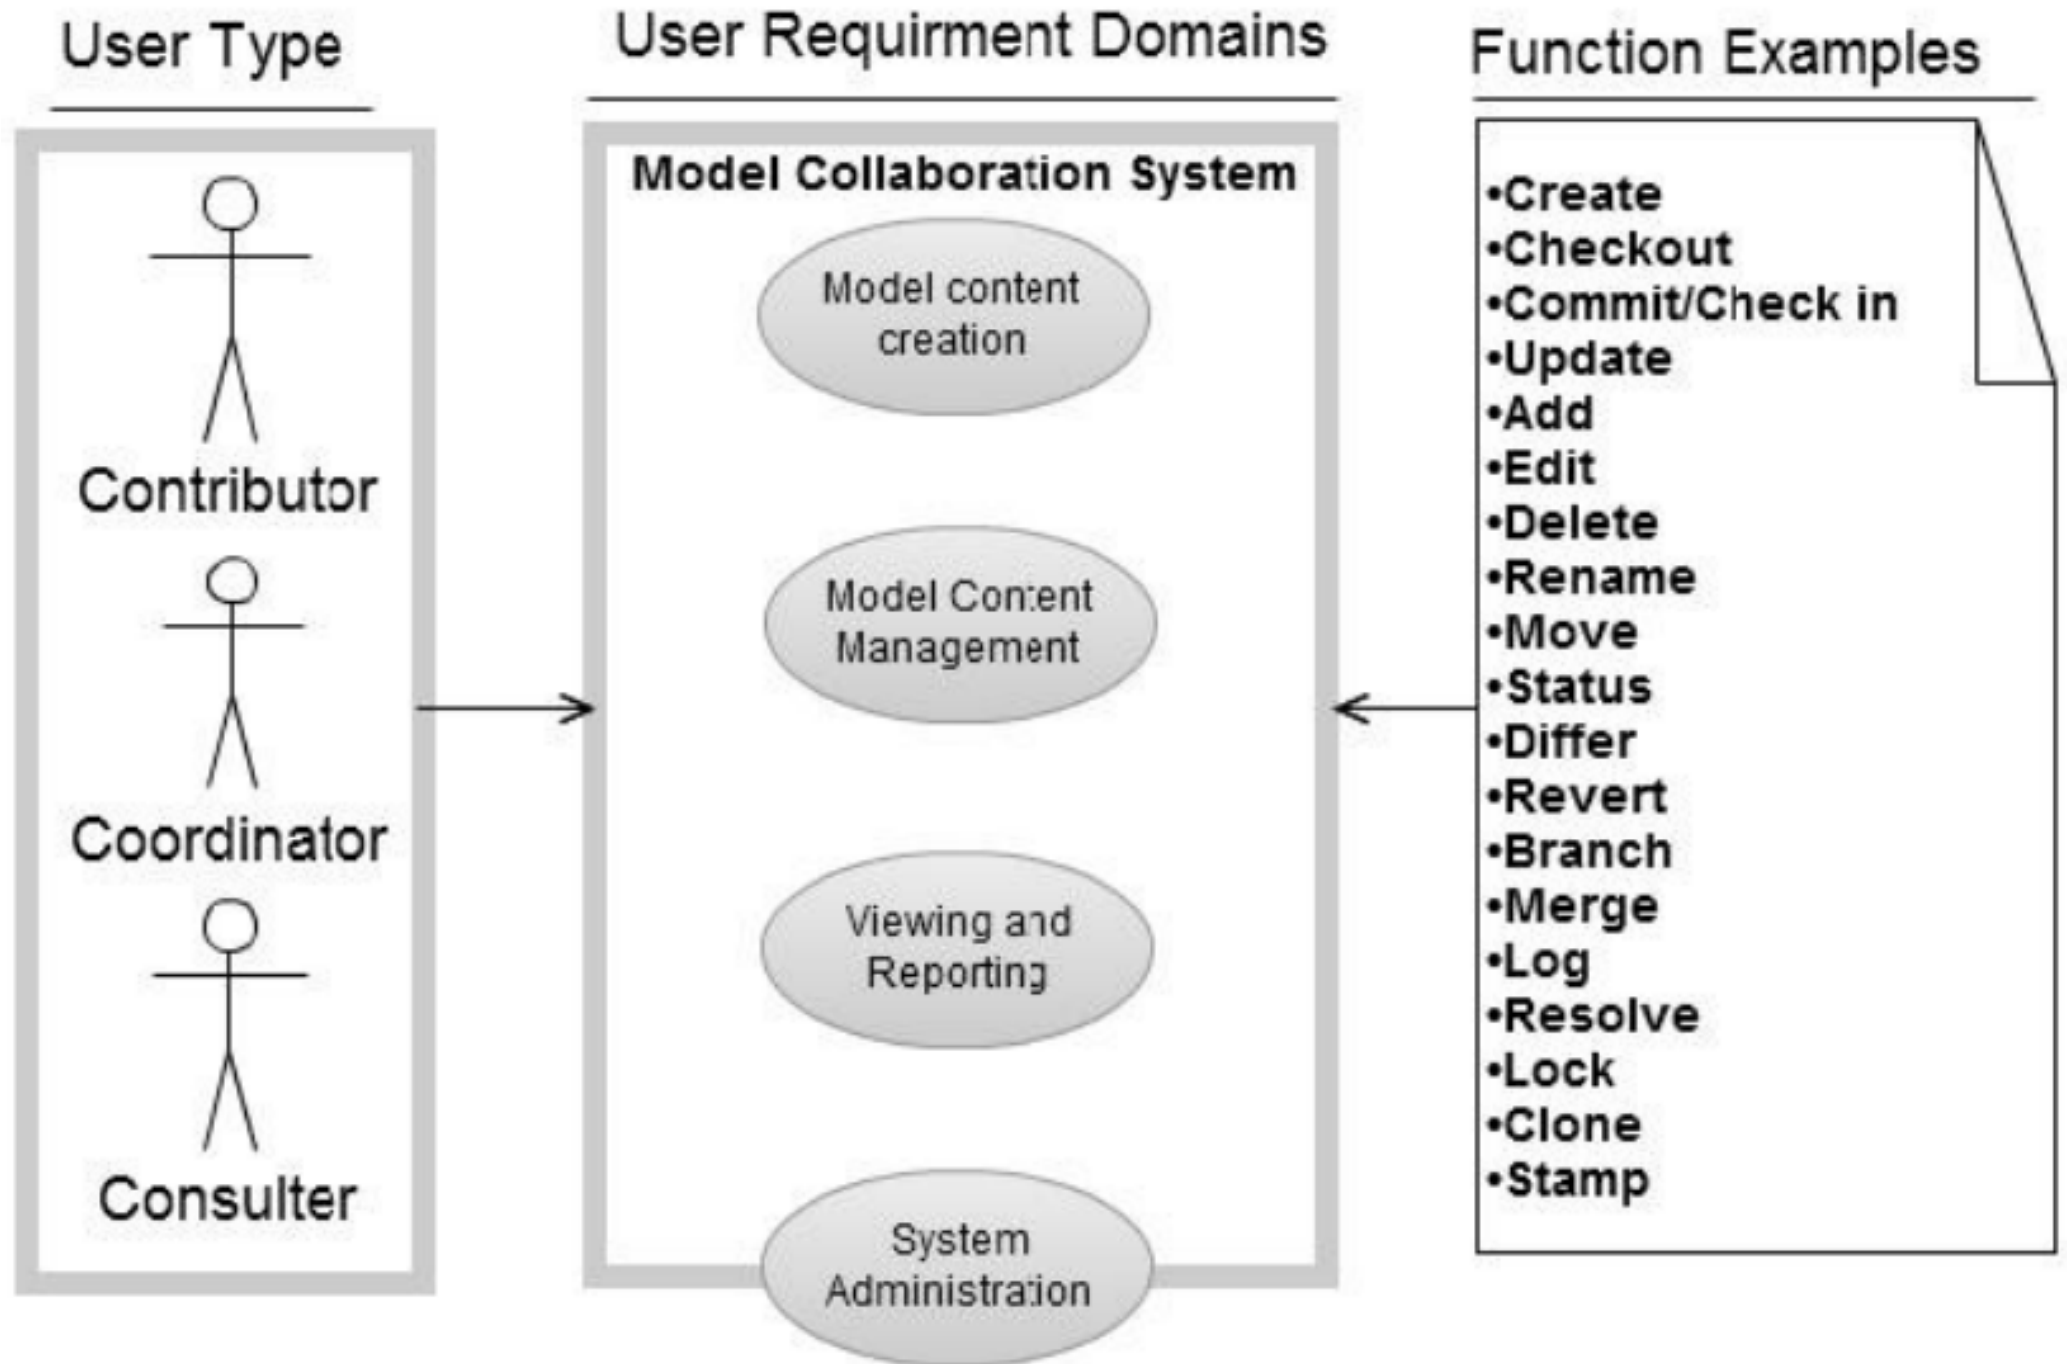 User Type
Contributor
Coordinator
Consulter
User Requirment Domains
Model Collaboration System
Model content
creation
Model Content
Management
Viewing and
Reporting
System
Administration
Function Examples
•Create
•Checkout
•Commit/Check in
•Update
•Add
•Edit
•Delete
•Rename
•Move
•Status
•Differ
•Revert
•Branch
•Merge
•Log
•Resolve
•Lock
•Clone
•Stamp